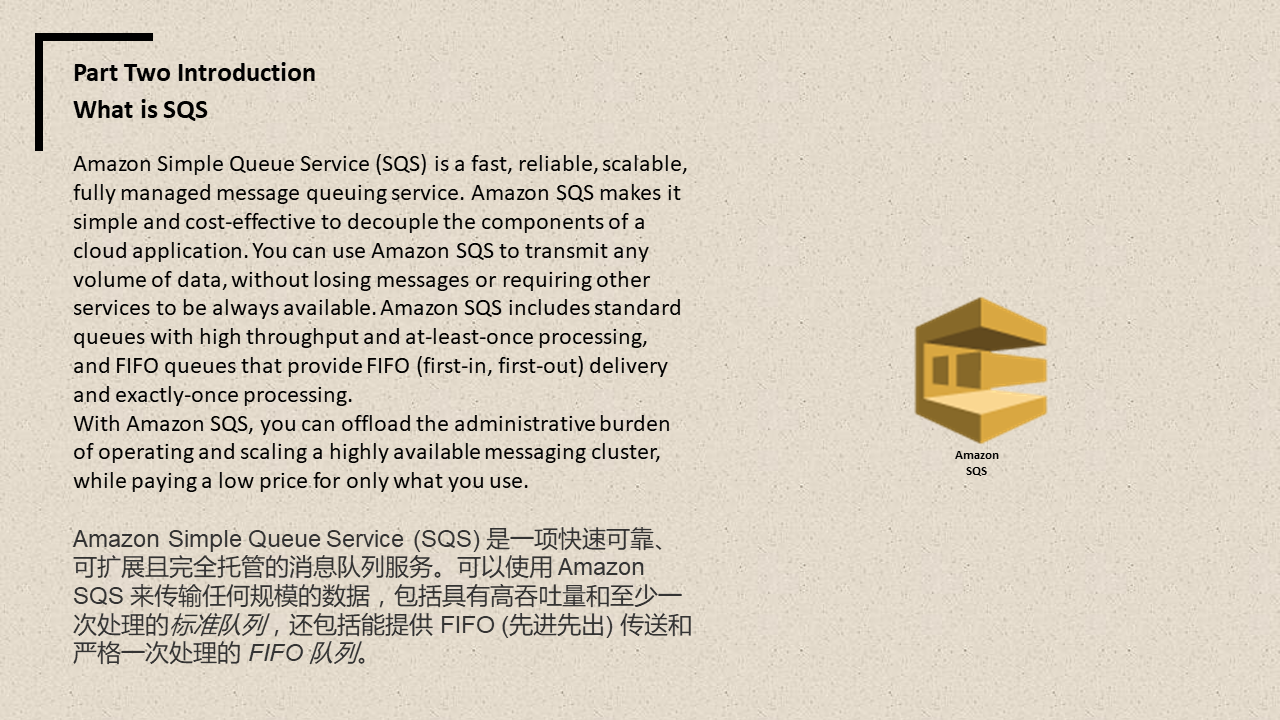 Part Two Introduction
What is SQS
Amazon Simple Queue Service (SQS) is a fast, reliable, scalable,
fully managed message queuing service. Amazon SQS makes it
simple and cost-effective to decouple the components of a
cloud application. You can use Amazon SQS to transmit any
volume of data, without losing messages or requiring other
services to be always available. Amazon SQS includes standard
queues with high throughput and at-least-once processing,
and FIFO queues that provide FIFO (first-in, first-out) delivery
and exactly-once processing.
With Amazon SQS, you can offload the administrative burden
of operating and scaling a highly available messaging cluster,
while paying a low price for only what you use.
Amazon Simple Queue Service (SQS) 是一项快速可靠、
可扩展且完全托管的消息队列服务。可以使用 Amazon
SQS 来传输任何规模的数据，包括具有高吞吐量和至少一
次处理的标准队列，还包括能提供 FIFO (先进先出) 传送和
严格一次处理的 FIFO 队列。
Amazon
SQS